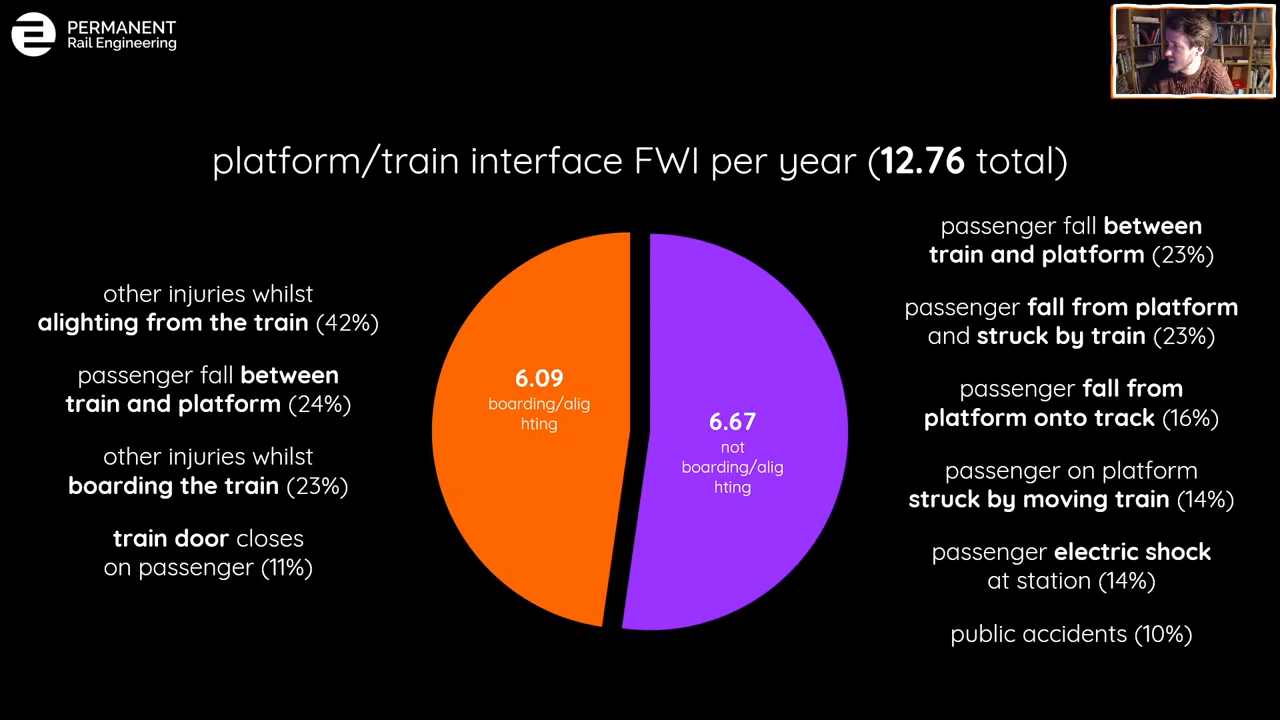 PERMANENT
Rail Engineering
platform/train interface FWI per year (12.76 total)
other injuries whilst
alighting from the train (42%)
passenger fall between
train and platform (24%)
other injuries whilst
boarding the train (23%)
train door closes
on passenger (11%)
6.09
boarding/alig
hting
6.67
not
boarding/alig
hting
passenger fall between
train and platform (23%)
passenger fall from platform
and struck by train (23%)
passenger fall from
platform onto track (16%)
passenger on platform
struck by moving train (14%)
passenger electric shock
at station (14%)
public accidents (10%)